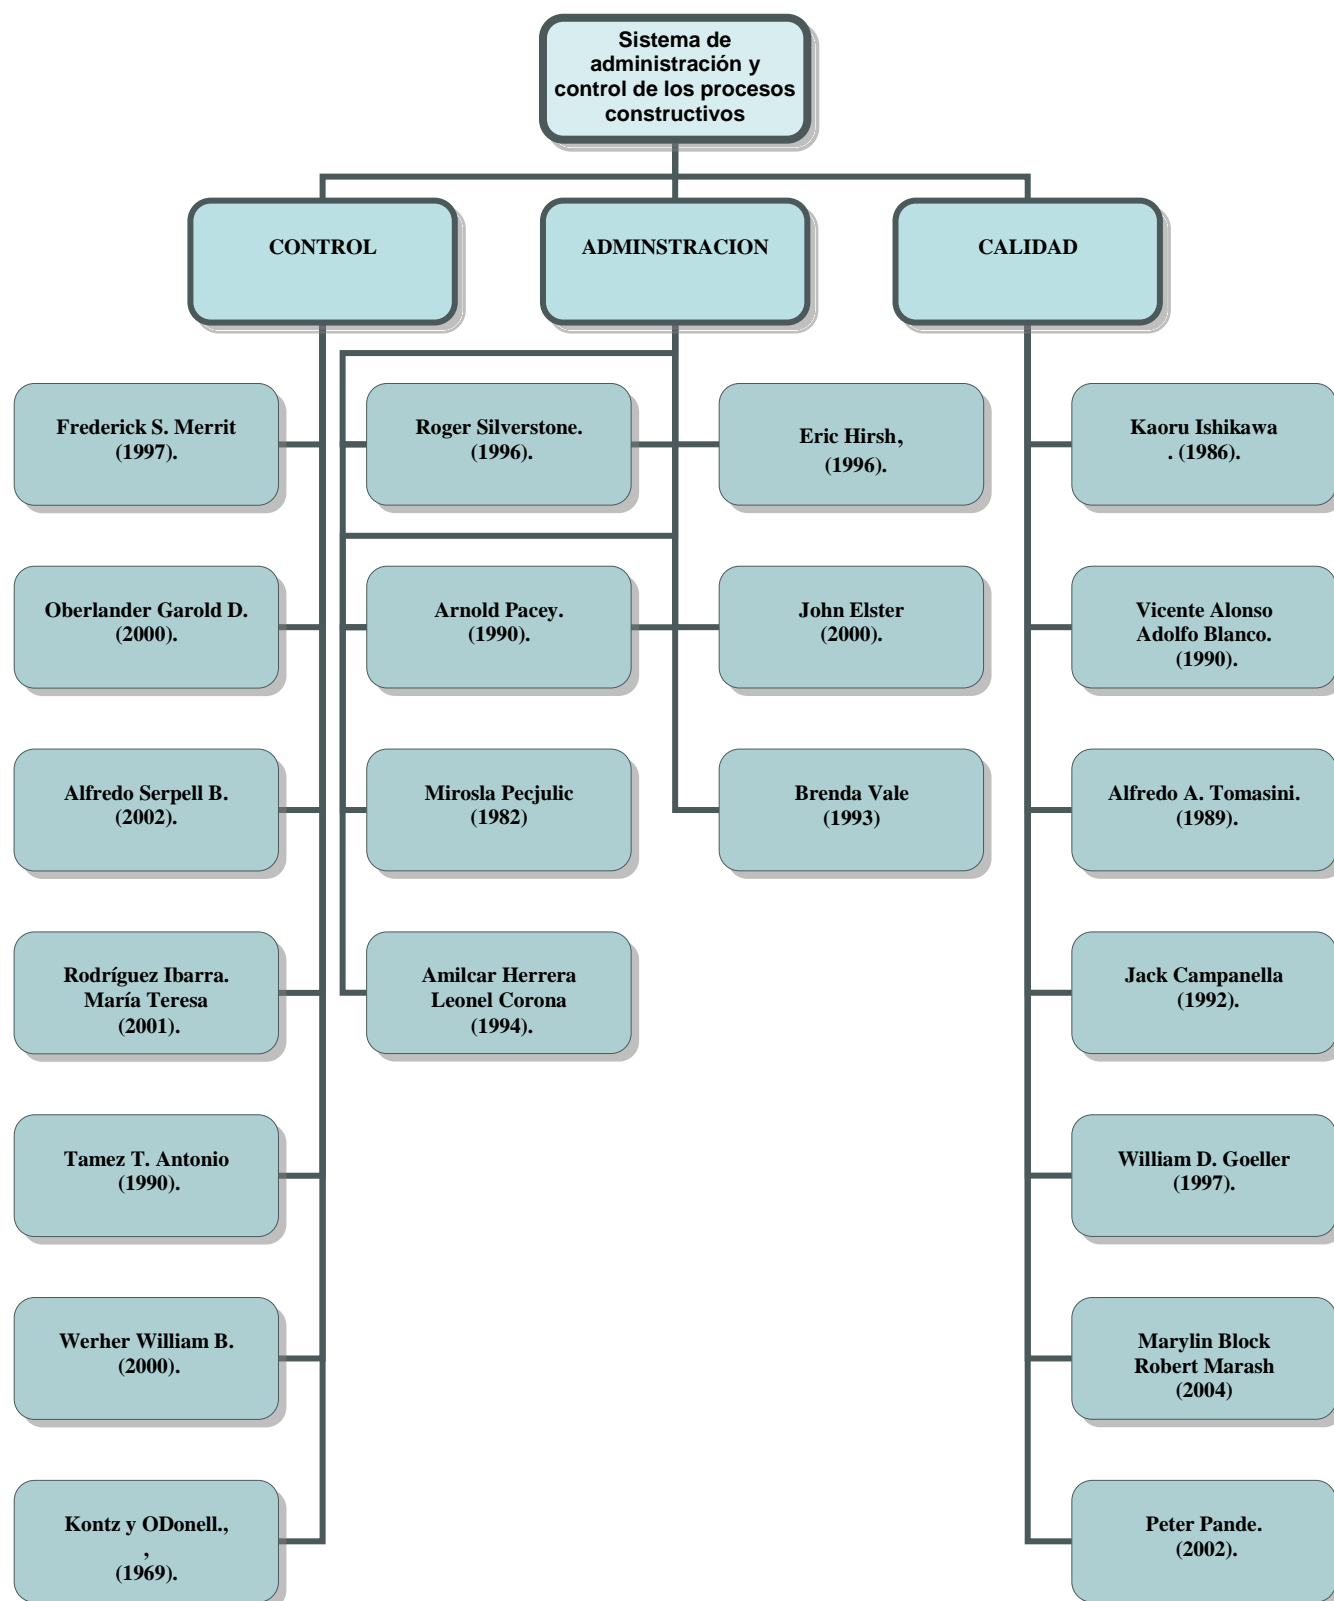 Sistema de
administración y
control de los procesos
constructivos
CONTROL
ADMINSTRACION
CALIDAD
Frederick S. Merrit
(1997).
Roger Silverstone.
(1996).
Eric Hirsh,
(1996).
Kaoru Ishikawa
. (1986).
Oberlander Garold D.
(2000).
Arnold Pacey.
(1990).
John Elster
(2000).
Vicente Alonso
Adolfo Blanco.
(1990).
Alfredo Serpell B.
(2002).
Mirosla Pecjulic
(1982)
Brenda Vale
(1993)
Alfredo A. Tomasini.
(1989).
Rodríguez Ibarra.
María Teresa
(2001).
Amilcar Herrera
Leonel Corona
(1994).
Jack Campanella
(1992).
Tamez T. Antonio
(1990).
William D. Goeller
(1997).
Werher William B.
(2000).
Marylin Block
Robert Marash
(2004)
Kontz y ODonell.,
,
(1969).
Peter Pande.
(2002).